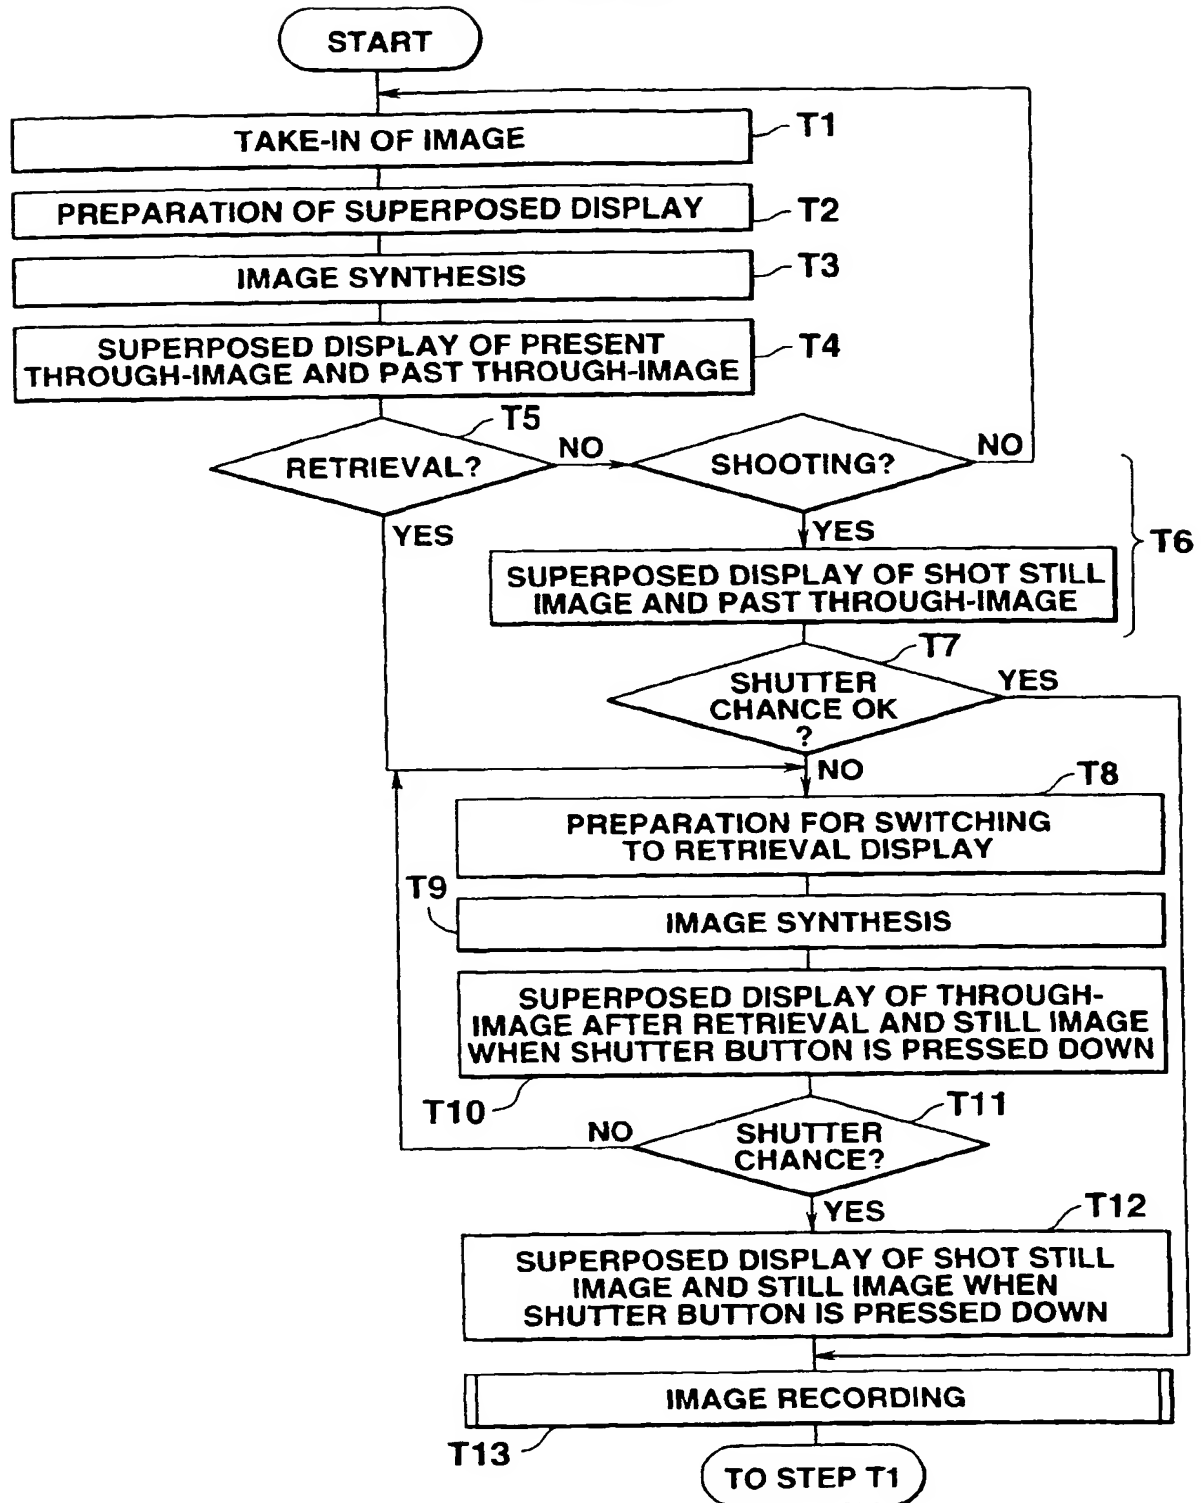 START
TAKE-IN OF IMAGE
T1
PREPARATION OF SUPERPOSED DISPLAY
T2
IMAGE SYNTHESIS
T3
SUPERPOSED DISPLAY OF PRESENT
THROUGH-IMAGE AND PAST THROUGH-IMAGE
T4
T5
RETRIEVAL?
NO
SHOOTING?
NO
YES
YES
T6
SUPERPOSED DISPLAY OF SHOT STILL
IMAGE AND PAST THROUGH-IMAGE
T7
SHUTTER
CHANCE OK
?
YES
NO
T8
PREPARATION FOR SWITCHING
TO RETRIEVAL DISPLAY
T9
IMAGE SYNTHESIS
SUPERPOSED DISPLAY OF THROUGH-
IMAGE AFTER RETRIEVAL AND STILL IMAGE
WHEN SHUTTER BUTTON IS PRESSED DOWN
T10
T11
SHUTTER
CHANCE?
NO
YES
T12
SUPERPOSED DISPLAY OF SHOT STILL
IMAGE AND STILL IMAGE WHEN
SHUTTER BUTTON IS PRESSED DOWN
IMAGE RECORDING
T13
TO STEP T1